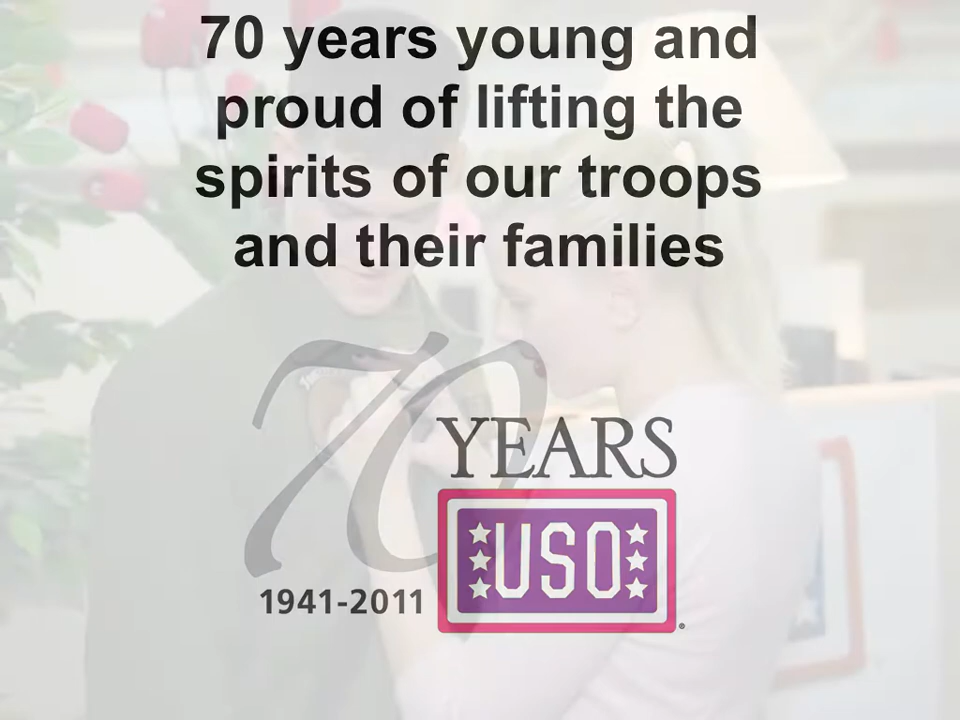 70 years young and
proud of lifting the
spirits of our troops
and their families
70
YEARS
USO
1941-2011
®